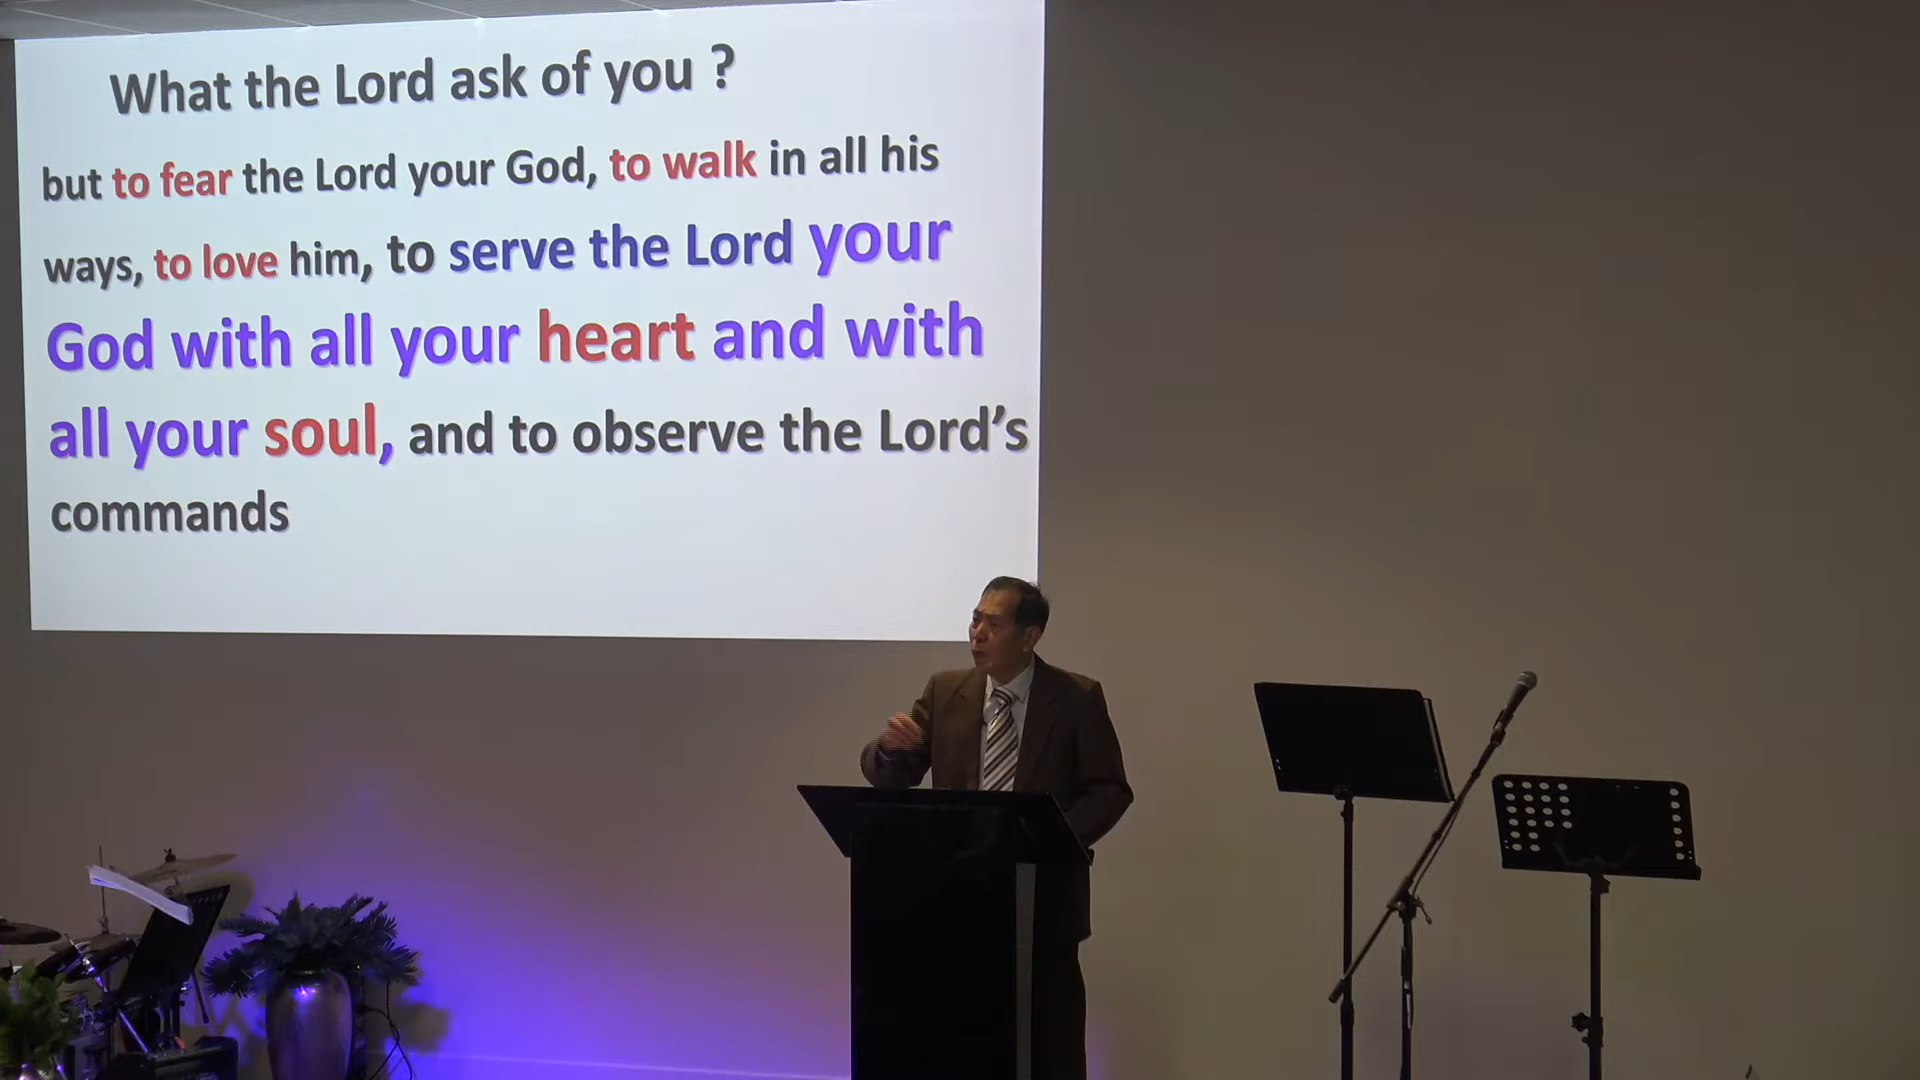 What the Lord ask of you ?
but to fear the Lord your God, to walk in all his
ways, to love him, to serve the Lord your
God with all your heart and with
all your soul, and to observe the Lord’s
commands